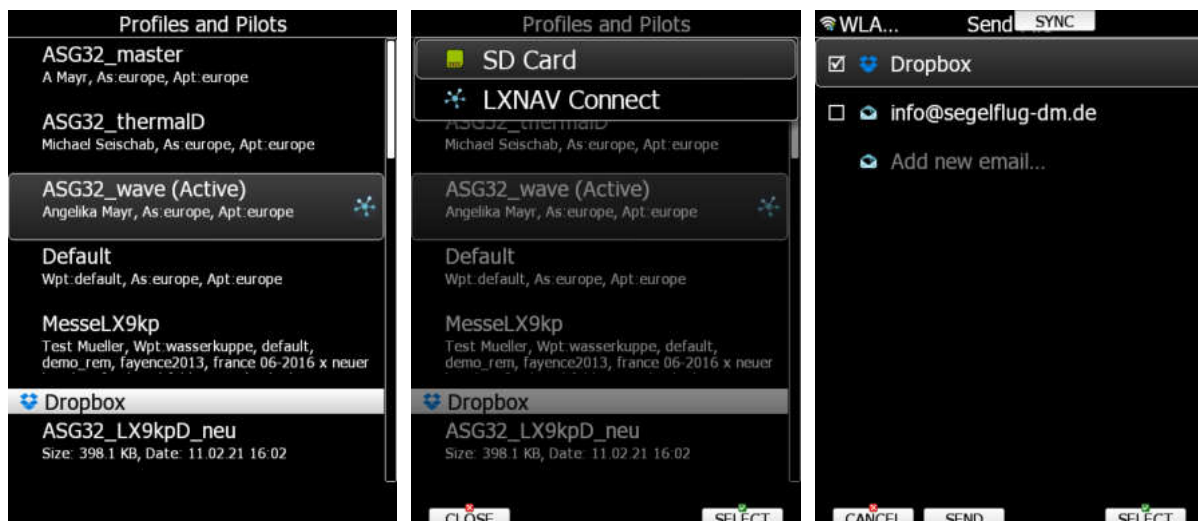 Profiles and Pilots
ASG32_master
A Mayr, As:europe, Apt:europe
ASG32_thermalD
Michael Seischab, As:europe, Apt:europe
ASG32_wave (Active)
Angelika Mayr, As:europe, Apt:europe
Default
Wpt:default, As:europe, Apt:europe
MesseLX9kp
Test Mueller, Wpt:wasserkuppe, default,
demo_rem, fayence2013, france 06-2016 x neuer
Dropbox
ASG32_LX9kpD_neu
Size: 398.1 KB, Date: 11.02.21 16:02
Profiles and Pilots
SD Card
LXNAV Connect
ASG32_thermalD
Michael Seischab, As:europe, Apt:europe
ASG32_wave (Active)
Angelika Mayr, As:europe, Apt:europe
Default
Wpt:default, As:europe, Apt:europe
MesseLX9kp
Test Mueller, Wpt:wasserkuppe, default,
demo_rem, fayence2013, france 06-2016 x neuer
Dropbox
ASG32_LX9kpD_neu
Size: 398.1 KB, Date: 11.02.21 16:02
CLOSE SELECT
WLA... Send SYNC
Dropbox
info@segelflug-dm.de
Add new email...
CANCEL SEND SELECT